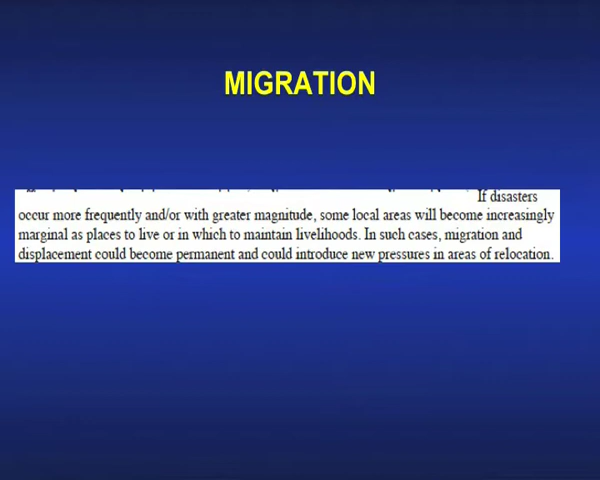 MIGRATION
If disasters
occur more frequently and/or with greater magnitude, some local areas will become increasingly
marginal as places to live or in which to maintain livelihoods. In such cases, migration and
displacement could become permanent and could introduce new pressures in areas of relocation.